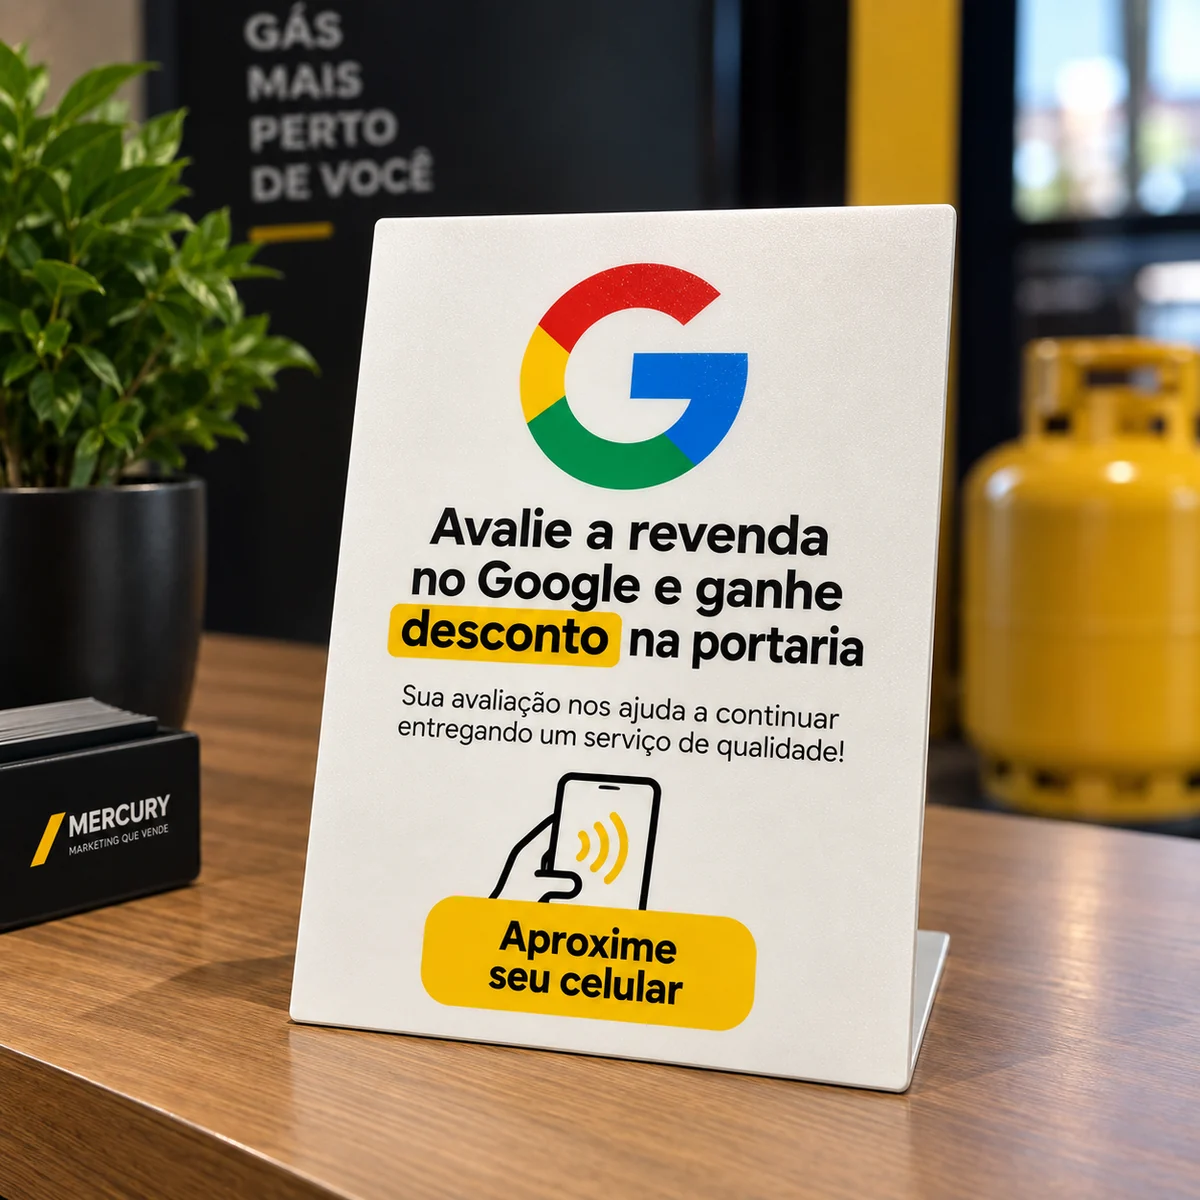 GÁS
MAIS
PERTO
DE VOCÊ
Avalie a revenda
no Google e ganhe
desconto na portaria
Sua avaliação nos ajuda a continuar
entregando um serviço de qualidade!
Aproxime
seu celular
MERCURY
MARKETING QUE VENDE